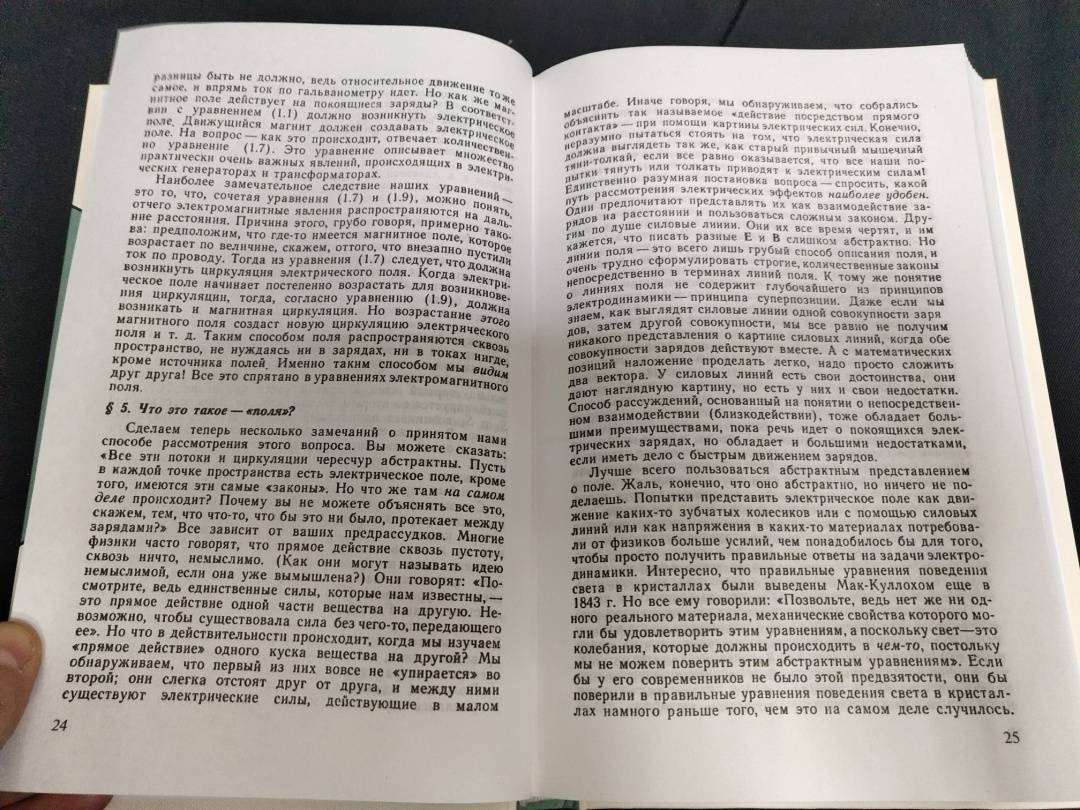 разницы быть не должно, ведь относительное движение то же
самое, и впрямь ток по гальванометру идет. Но как же маг-
нитное поле действует на покоящиеся заряды? В соответст-
вии с уравнением (1.1) должно возникнуть электрическое
поле. Движущийся магнит должен создавать электрическое
поле. На вопрос — как это происходит, отвечает количествен-
но уравнение (1.7). Это уравнение описывает множество
практически очень важных явлений, происходящих в электри-
ческих генераторах и трансформаторах.
Наиболее замечательное следствие наших уравнений —
это то, что, сочетая уравнения (1.7) и (1.9), можно понять,
отчего электромагнитные явления распространяются на даль-
ние расстояния. Причина этого, грубо говоря, примерно тако-
ва: предположим, что где-то имеется магнитное поле, которое
возрастает по величине, скажем, оттого, что внезапно пустили
ток по проводу. Тогда из уравнения (1.7) следует, что должна
возникнуть циркуляция электрического поля. Когда электри-
ческое поле начинает постепенно возрастать для возникнове-
ния циркуляции, тогда, согласно уравнению (1.9), должна
возникать и магнитная циркуляция. Но возрастание этого
магнитного поля создаст новую циркуляцию электрического
поля и т. д. Таким способом поля распространяются сквозь
пространство, не нуждаясь ни в зарядах, ни в токах нигде,
кроме источника полей. Именно таким способом мы видим
друг друга! Все это спрятано в уравнениях электромагнитного
поля.
§ 5. Что это такое — «поля»?
Сделаем теперь несколько замечаний о принятом нами
способе рассмотрения этого вопроса. Вы можете сказать:
«Все эти потоки и циркуляции чересчур абстрактны. Пусть
в каждой точке пространства есть электрическое поле, кроме
того, имеются эти самые «законы». Но что же там на самом
деле происходит? Почему вы не можете объяснять все это,
скажем, тем, что что-то, что бы это ни было, протекает между
зарядами?» Все зависит от ваших предрассудков. Многие
физики часто говорят, что прямое действие сквозь пустоту,
сквозь ничто, немыслимо. (Как они могут называть идею
немыслимой, если она уже вымышлена?) Они говорят: «По-
смотрите, ведь единственные силы, которые нам известны,—
это прямое действие одной части вещества на другую. Не-
возможно, чтобы существовала сила без чего-то, передающего
ее». Но что в действительности происходит, когда мы изучаем
«прямое действие» одного куска вещества на другой? Мы
обнаруживаем, что первый из них вовсе не «упирается» во
второй; они слегка отстоят друг от друга, и между ними
существуют электрические силы, действующие в малом
24
масштабе. Иначе говоря, мы обнаруживаем, что собрались
объяснить так называемое «действие посредством прямого
контакта» — при помощи картины электрических сил. Конечно,
неразумно пытаться стоять на том, что электрическая сила
должна выглядеть так же, как старый привычный мышечный
тяни-толкай, если все равно оказывается, что все наши по-
пытки тянуть или толкать приводят к электрическим силам!
Единственно разумная постановка вопроса — спросить, какой
путь рассмотрения электрических эффектов наиболее удобен.
Одни предпочитают представлять их как взаимодействие за-
рядов на расстоянии и пользоваться сложным законом. Дру-
гим по душе силовые линии. Они их все время чертят, и им
кажется, что писать разные E и B слишком абстрактно. Но
линии поля — это всего лишь грубый способ описания поля, и
очень трудно сформулировать строгие, количественные законы
непосредственно в терминах линий поля. К тому же понятие
о линиях поля не содержит глубочайшего из принципов
электродинамики — принципа суперпозиции. Даже если мы
знаем, как выглядят силовые линии одной совокупности заря
дов, затем другой совокупности, мы все равно не получим
никакого представления о картине силовых линий, когда обе
совокупности зарядов действуют вместе. А с математических
позиций наложение проделать легко, надо просто сложить
два вектора. У силовых линий есть свои достоинства, они
дают наглядную картину, но есть у них и свои недостатки.
Способ рассуждений, основанный на понятии о непосредствен-
ном взаимодействии (близкодействии), тоже обладает боль-
шими преимуществами, пока речь идет о покоящихся элек-
трических зарядах, но обладает и большими недостатками,
если иметь дело с быстрым движением зарядов.
Лучше всего пользоваться абстрактным представлением
о поле. Жаль, конечно, что оно абстрактно, но ничего не по-
делаешь. Попытки представить электрическое поле как дви-
жение каких-то зубчатых колесиков или с помощью силовых
линий или как напряжения в каких-то материалах потребова-
ли от физиков больше усилий, чем понадобилось бы для того,
чтобы просто получить правильные ответы на задачи электро-
динамики. Интересно, что правильные уравнения поведения
света в кристаллах были выведены Мак-Куллохом еще в
1843 г. Но все ему говорили: «Позвольте, ведь нет же ни од-
ного реального материала, механические свойства которого мо-
гли бы удовлетворить этим уравнениям, а поскольку свет—это
колебания, которые должны происходить в чем-то, постольку
мы не можем поверить этим абстрактным уравнениям». Если
бы у его современников не было этой предвзятости, они бы
поверили в правильные уравнения поведения света в кристал-
лах намного раньше того, чем это на самом деле случилось.
25